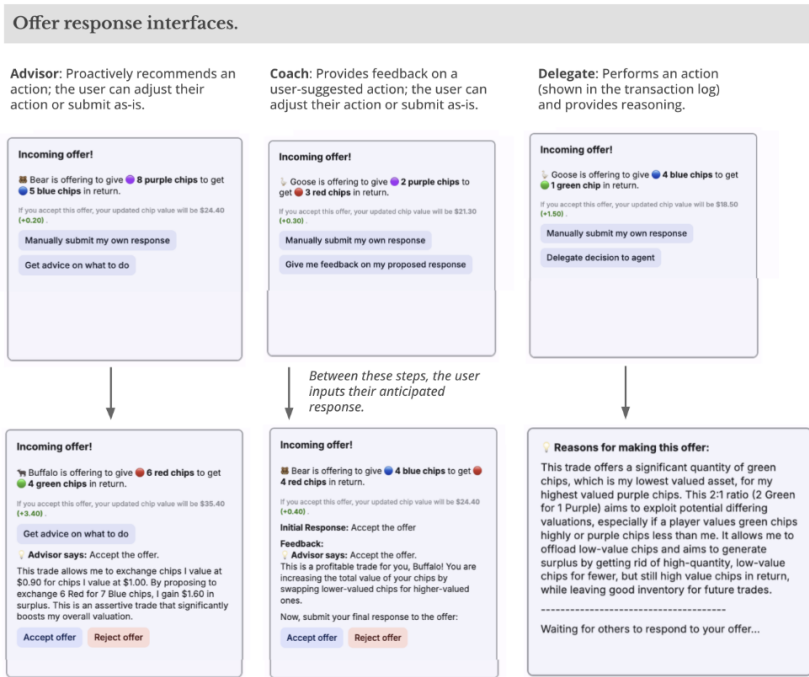 Offer response interfaces.
Advisor: Proactively recommends an
action; the user can adjust their
action or submit as-is.
Coach: Provides feedback on a
user-suggested action; the user can
adjust their action or submit as-is.
Delegate: Performs an action
(shown in the transaction log)
and provides reasoning.
Incoming offer!
Bear is offering to give 8 purple chips to get
5 blue chips in return.
If you accept this offer, your updated chip value will be $24.40
(+0.20) .
Manually submit my own response
Get advice on what to do
Incoming offer!
Goose is offering to give 2 purple chips to
get 3 red chips in return.
If you accept this offer, your updated chip value will be $21.30
(+0.30) .
Manually submit my own response
Give me feedback on my proposed response
Incoming offer!
Goose is offering to give 4 blue chips to get
1 green chip in return.
If you accept this offer, your updated chip value will be $18.50
(+1.50) .
Manually submit my own response
Delegate decision to agent
Between these steps, the user
inputs their anticipated
response.
Incoming offer!
Buffalo is offering to give 6 red chips to get
4 green chips in return.
If you accept this offer, your updated chip value will be $35.40
(+3.40) .
Get advice on what to do
Advisor says: Accept the offer.
This trade allows me to exchange chips I value at
$0.90 for chips I value at $1.00. By proposing to
exchange 6 Red for 7 Blue chips, I gain $1.60 in
surplus. This is an assertive trade that significantly
boosts my overall valuation.
Accept offer
Reject offer
Incoming offer!
Bear is offering to give 4 blue chips to get
4 red chips in return.
If you accept this offer, your updated chip value will be $24.40
(+0.40) .
Initial Response: Accept the offer
Feedback:
Advisor says: Accept the offer.
This is a profitable trade for you, Buffalo! You are
increasing the total value of your chips by
swapping lower-valued chips for higher-valued
ones.
Now, submit your final response to the offer:
Accept offer
Reject offer
Reasons for making this offer:
This trade offers a significant quantity of green
chips, which is my lowest valued asset, for my
highest valued purple chips. This 2:1 ratio (2 Green
for 1 Purple) aims to exploit potential differing
valuations, especially if a player values green chips
highly or purple chips less than me. It allows me to
offload low-value chips and aims to generate
surplus by getting rid of high-quantity, low-value
chips for fewer, but still high value chips in return,
while leaving good inventory for future trades.
-------------------------------------
Waiting for others to respond to your offer...